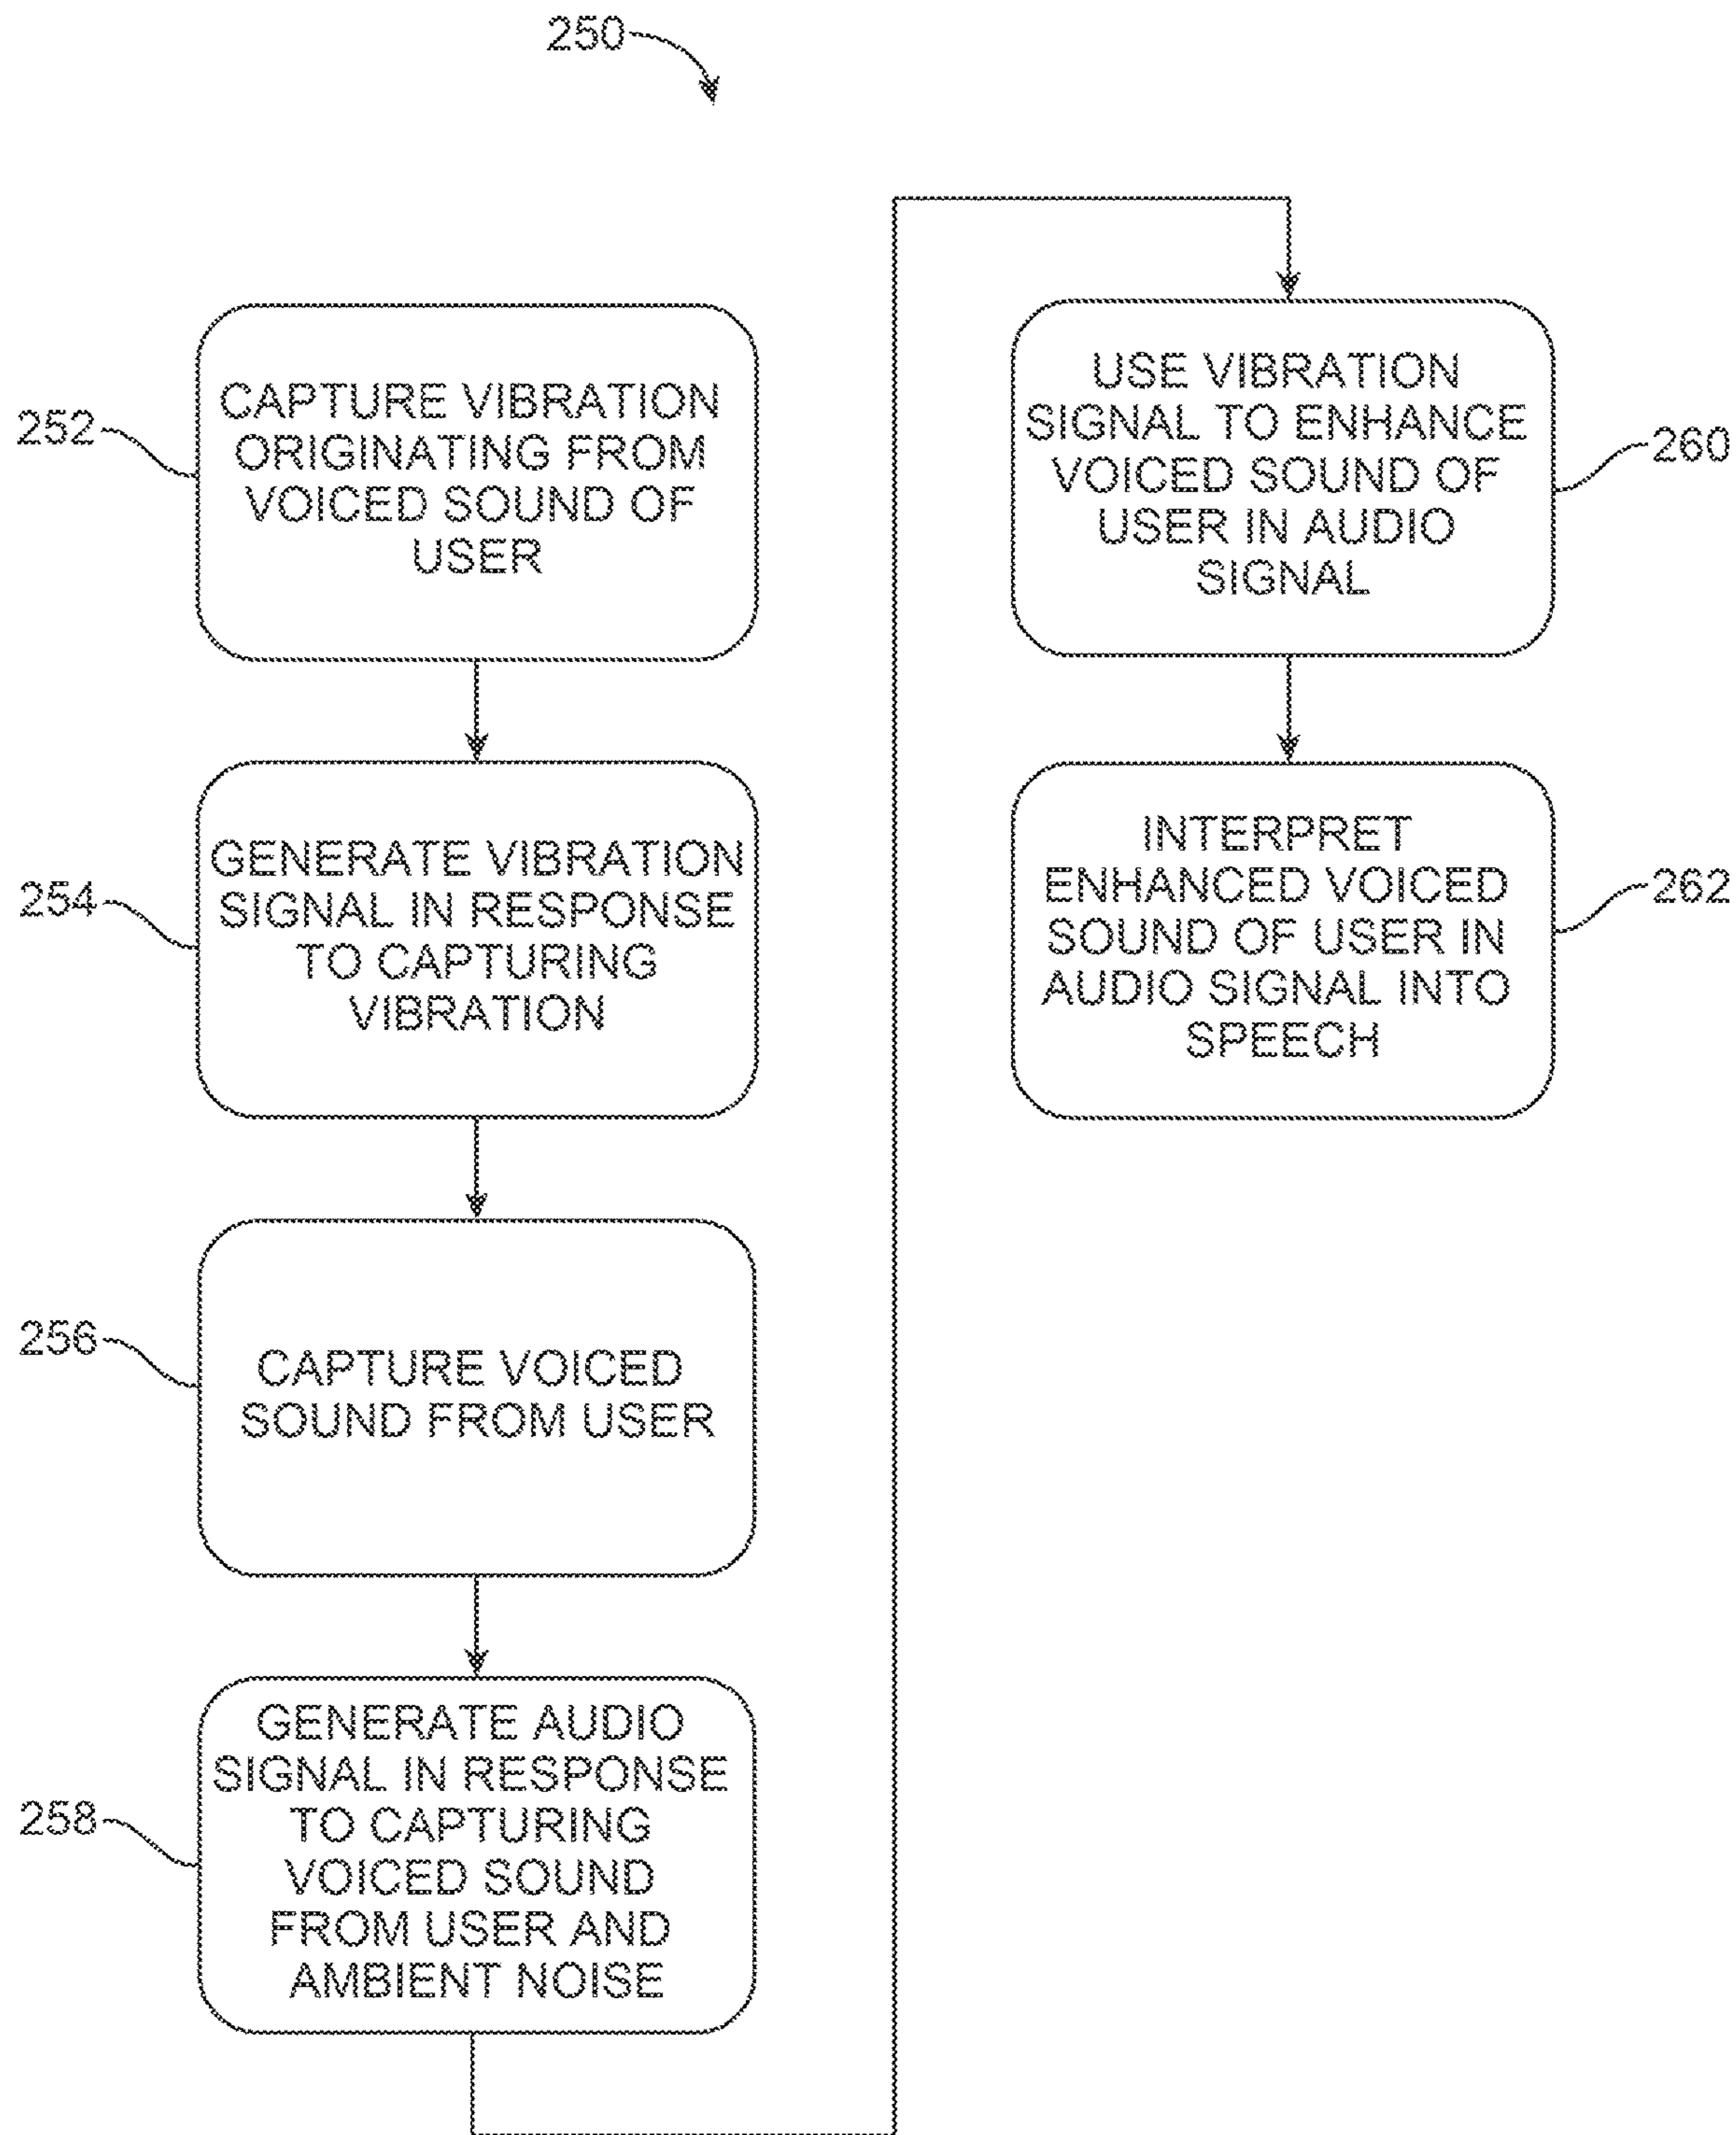 250
252
CAPTURE VIBRATION
ORIGINATING FROM
VOICED SOUND OF
USER
254
GENERATE VIBRATION
SIGNAL IN RESPONSE
TO CAPTURING
VIBRATION
256
CAPTURE VOICED
SOUND FROM USER
258
GENERATE AUDIO
SIGNAL IN RESPONSE
TO CAPTURING
VOICED SOUND
FROM USER AND
AMBIENT NOISE
USE VIBRATION
SIGNAL TO ENHANCE
VOICED SOUND OF
USER IN AUDIO
SIGNAL
260
INTERPRET
ENHANCED VOICED
SOUND OF USER IN
AUDIO SIGNAL INTO
SPEECH
262